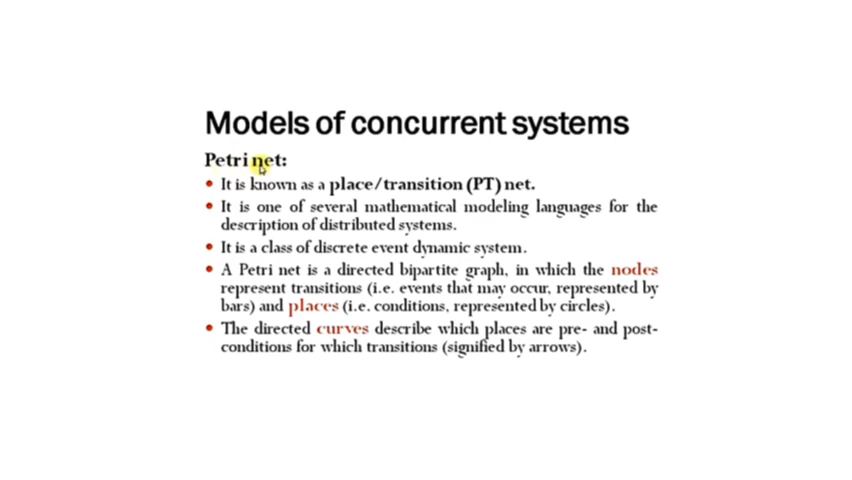 Models of concurrent systems
Petri net:
• It is known as a place/transition (PT) net.
• It is one of several mathematical modeling languages for the
description of distributed systems.
• It is a class of discrete event dynamic system.
• A Petri net is a directed bipartite graph, in which the nodes
represent transitions (i.e. events that may occur, represented by
bars) and places (i.e. conditions, represented by circles).
• The directed curves describe which places are pre- and post-
conditions for which transitions (signified by arrows).